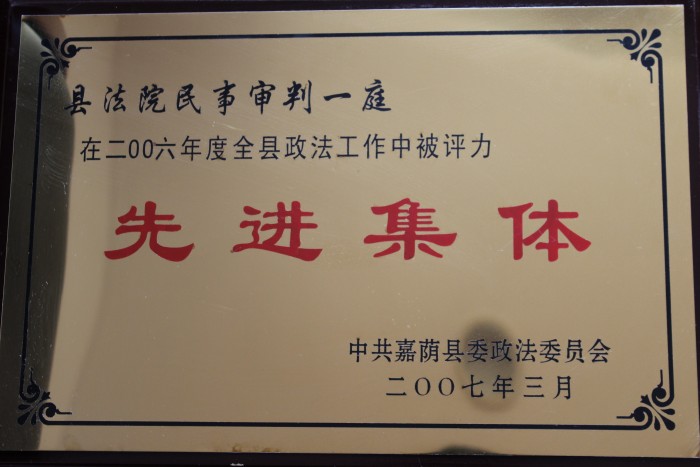 县法院民事审判一庭
在二00六年度全县政法工作中被评力
先进集体
中共嘉荫县委政法委员会
二00七年三月